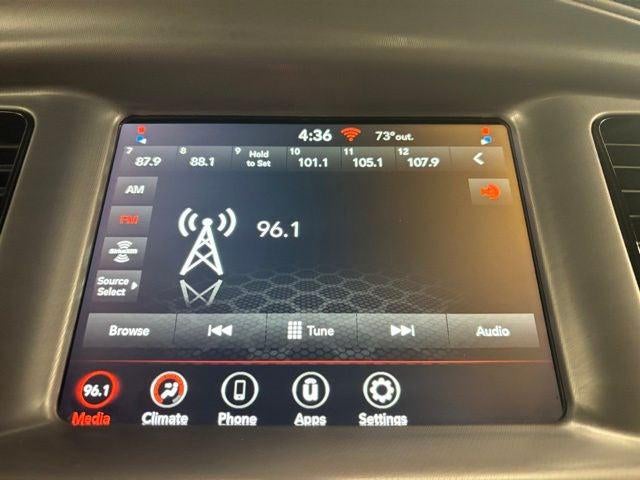 4:36 73° out.
7 87.9 8 88.1 9 Hold to Set 10 101.1 11 105.1 12 107.9 <
AM
FM
96.1
SiriusXM
Source Select
Browse Tune Audio
96.1
Media Climate Phone Apps Settings